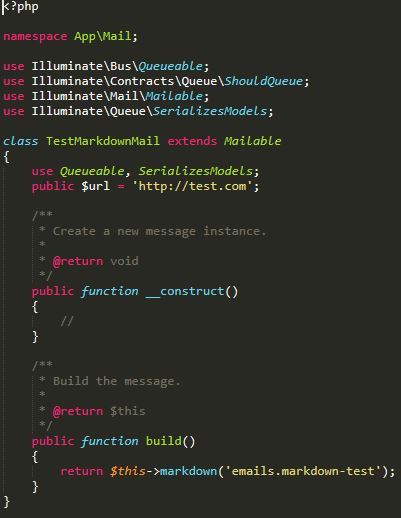 <?php

namespace App\Mail;

use Illuminate\Bus\Queueable;
use Illuminate\Contracts\Queue\ShouldQueue;
use Illuminate\Mail\Mailable;
use Illuminate\Queue\SerializesModels;

class TestMarkdownMail extends Mailable
{
    use Queueable, SerializesModels;
    public $url = 'http://test.com';

    /**
     * Create a new message instance.
     *
     * @return void
     */
    public function __construct()
    {
        //
    }

    /**
     * Build the message.
     *
     * @return $this
     */
    public function build()
    {
        return $this->markdown('emails.markdown-test');
    }
}